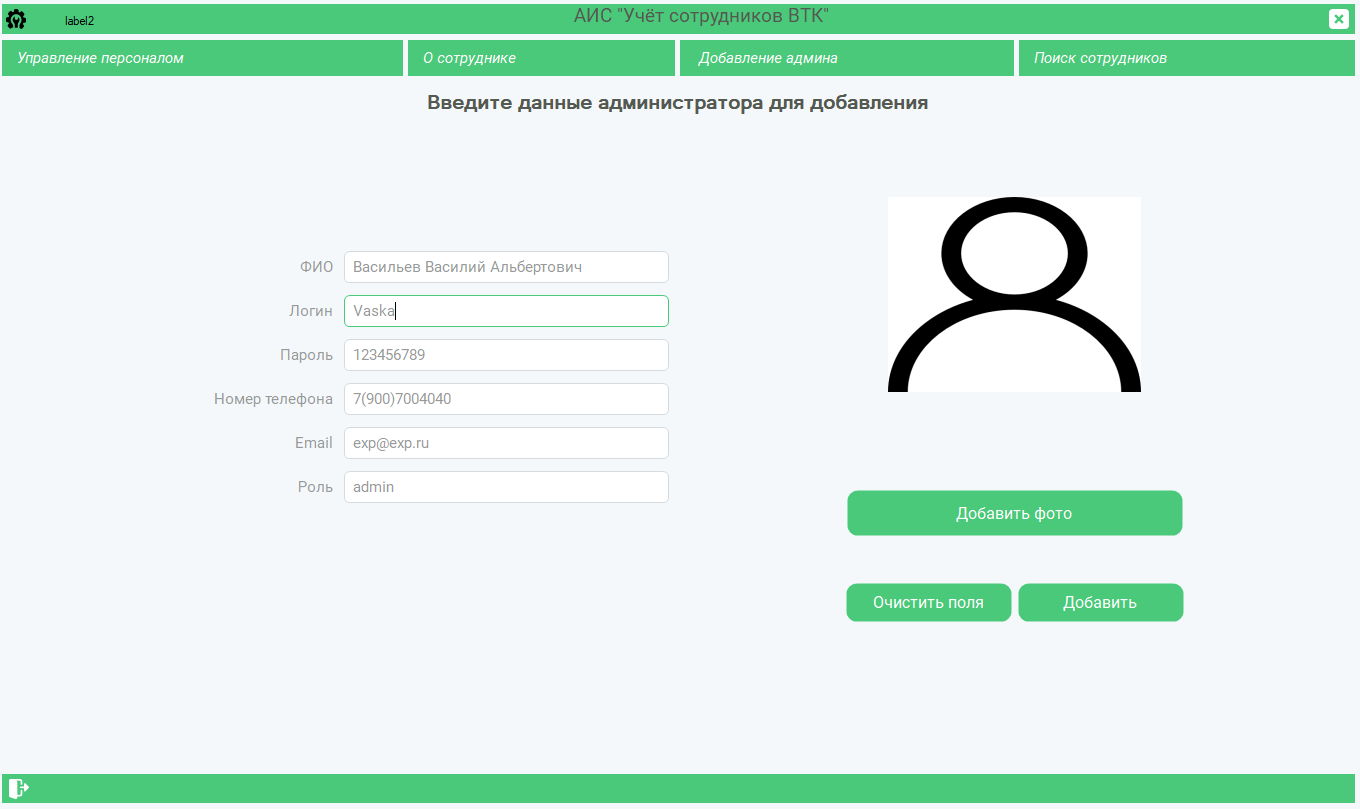 label2
АИС "Учёт сотрудников ВТК"
Управление персоналом
О сотруднике
Добавление админа
Поиск сотрудников
Введите данные администратора для добавления
ФИО Васильев Василий Альбертович
Логин Vaska
Пароль 123456789
Номер телефона 7(900)7004040
Email exp@exp.ru
Роль admin
Добавить фото
Очистить поля
Добавить